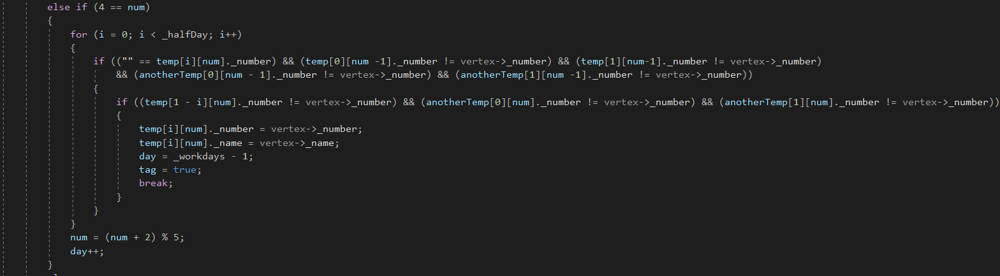 else if (4 == num)
{
for (i = 0; i < _halfDay; i++)
{
if (("" == temp[i][num]._number) && (temp[0][num -1]._number != vertex->_number) && (temp[1][num-1]._number != vertex->_number)
&& (anotherTemp[0][num - 1]._number != vertex->_number) && (anotherTemp[1][num -1]._number != vertex->_number))
{
if ((temp[1 - i][num]._number != vertex->_number) && (anotherTemp[0][num]._number != vertex->_number) && (anotherTemp[1][num]._number != vertex->_number))
{
temp[i][num]._number = vertex->_number;
temp[i][num]._name = vertex->_name;
day = _workdays - 1;
tag = true;
break;
}
}
}
num = (num + 2) % 5;
day++;
}